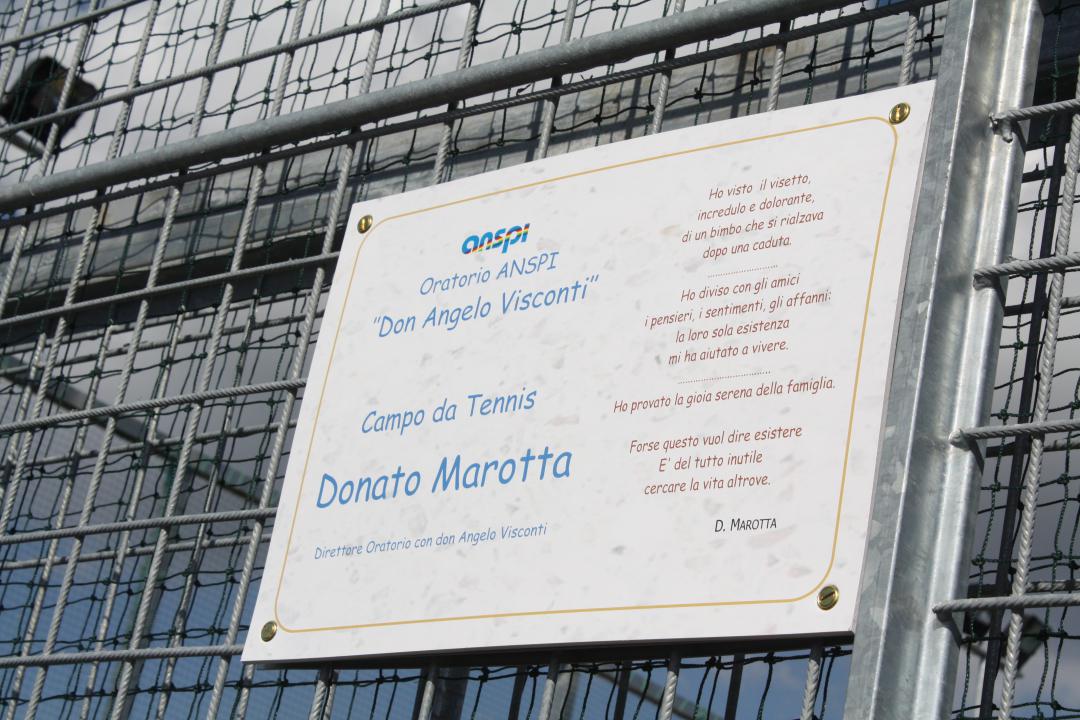 anspi
Oratorio ANSPI
"Don Angelo Visconti"
Campo da Tennis
Donato Marotta
Direttore Oratorio con don Angelo Visconti
Ho visto il visetto,
incredulo e dolorante,
di un bimbo che si rialzava
dopo una caduta.
........................
Ho diviso con gli amici
i pensieri, i sentimenti, gli affanni:
la loro sola esistenza
mi ha aiutato a vivere.
................................
Ho provato la gioia serena della famiglia.
Forse questo vuol dire esistere
E' del tutto inutile
cercare la vita altrove.
D. MAROTTA